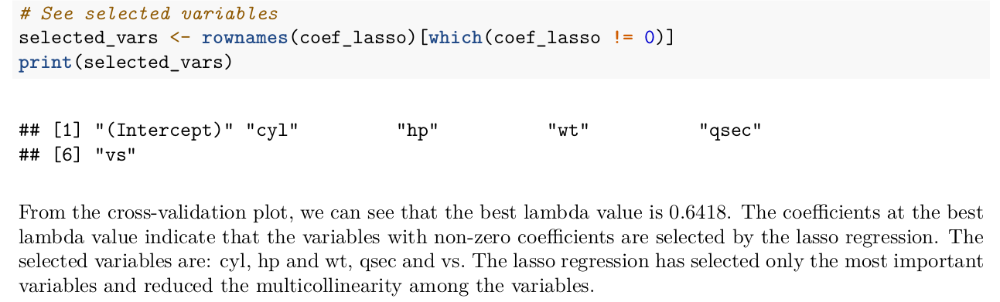 # See selected variables
selected_vars <- rownames(coef_lasso)[which(coef_lasso != 0)]
print(selected_vars)
## [1] "(Intercept)" "cyl"         "hp"          "wt"          "qsec"
## [6] "vs"
From the cross-validation plot, we can see that the best lambda value is 0.6418. The coefficients at the best
lambda value indicate that the variables with non-zero coefficients are selected by the lasso regression. The
selected variables are: cyl, hp and wt, qsec and vs. The lasso regression has selected only the most important
variables and reduced the multicollinearity among the variables.